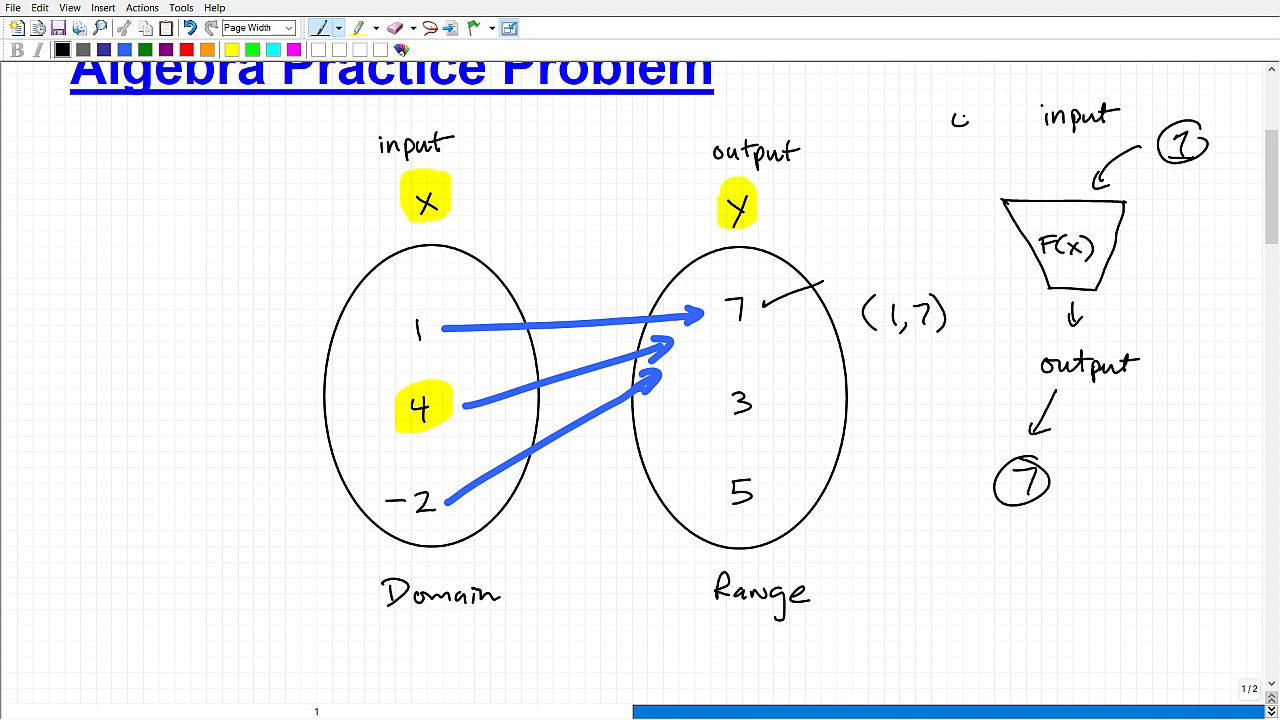 File Edit View Insert Actions Tools Help
Page Width
B I
Algebra Practice Problem
input
x
1
4
-2
Domain
output
y
7
3
5
Range
(1,7)
input
1
F(x)
output
7
1/2
1